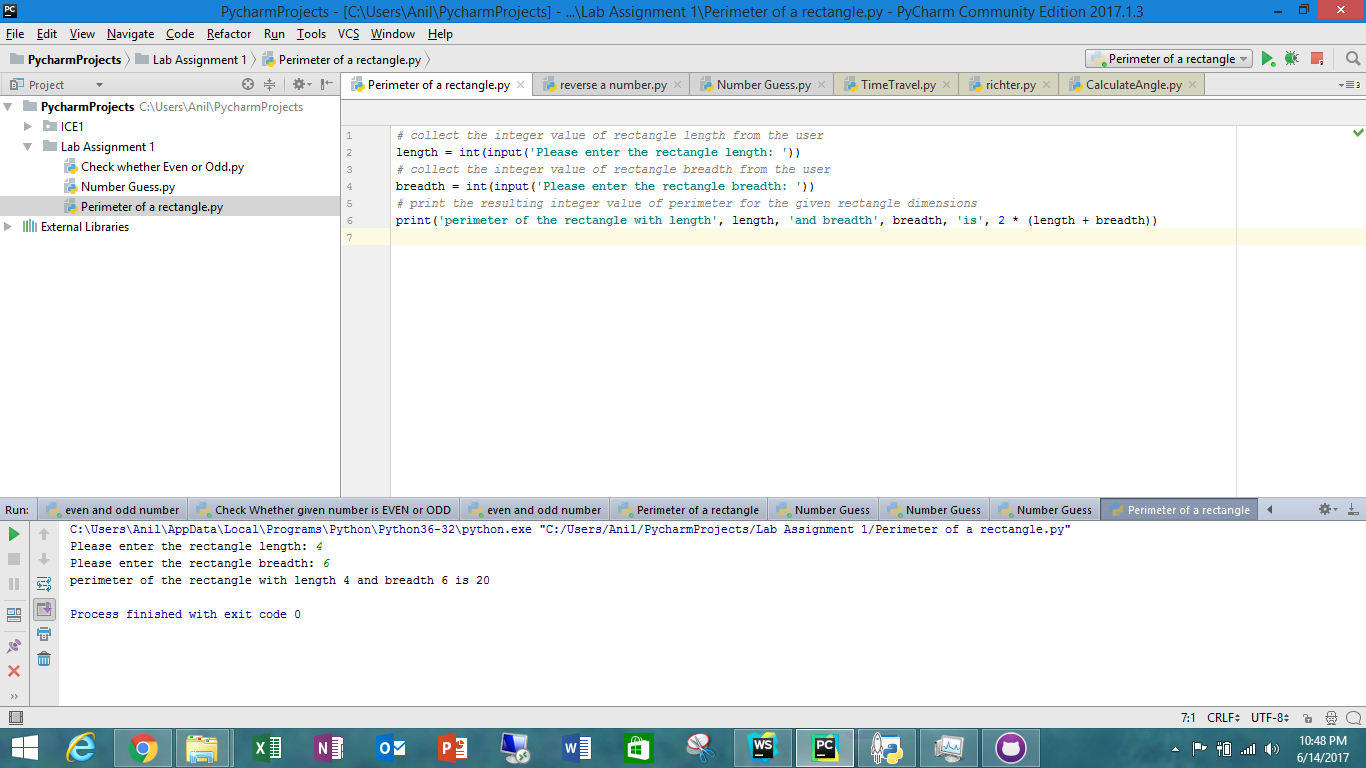 PycharmProjects - [C:\Users\Anil\PycharmProjects] - ...\Lab Assignment 1\Perimeter of a rectangle.py - PyCharm Community Edition 2017.1.3
File Edit View Navigate Code Refactor Run Tools VCS Window Help
PycharmProjects Lab Assignment 1 Perimeter of a rectangle.py Perimeter of a rectangle
Project
Perimeter of a rectangle.py reverse a number.py Number Guess.py TimeTravel.py richter.py CalculateAngle.py
PycharmProjects C:\Users\Anil\PycharmProjects
ICE1
Lab Assignment 1
Check whether Even or Odd.py
Number Guess.py
Perimeter of a rectangle.py
External Libraries
1 # collect the integer value of rectangle length from the user
2 length = int(input('Please enter the rectangle length: '))
3 # collect the integer value of rectangle breadth from the user
4 breadth = int(input('Please enter the rectangle breadth: '))
5 # print the resulting integer value of perimeter for the given rectangle dimensions
6 print('perimeter of the rectangle with length', length, 'and breadth', breadth, 'is', 2 * (length + breadth))
7
Run: even and odd number Check Whether given number is EVEN or ODD even and odd number Perimeter of a rectangle Number Guess Number Guess Number Guess Perimeter of a rectangle
C:\Users\Anil\AppData\Local\Programs\Python\Python36-32\python.exe "C:/Users/Anil/PycharmProjects/Lab Assignment 1/Perimeter of a rectangle.py"
Please enter the rectangle length: 4
Please enter the rectangle breadth: 6
perimeter of the rectangle with length 4 and breadth 6 is 20
Process finished with exit code 0
7:1 CRLF UTF-8
10:48 PM
6/14/2017